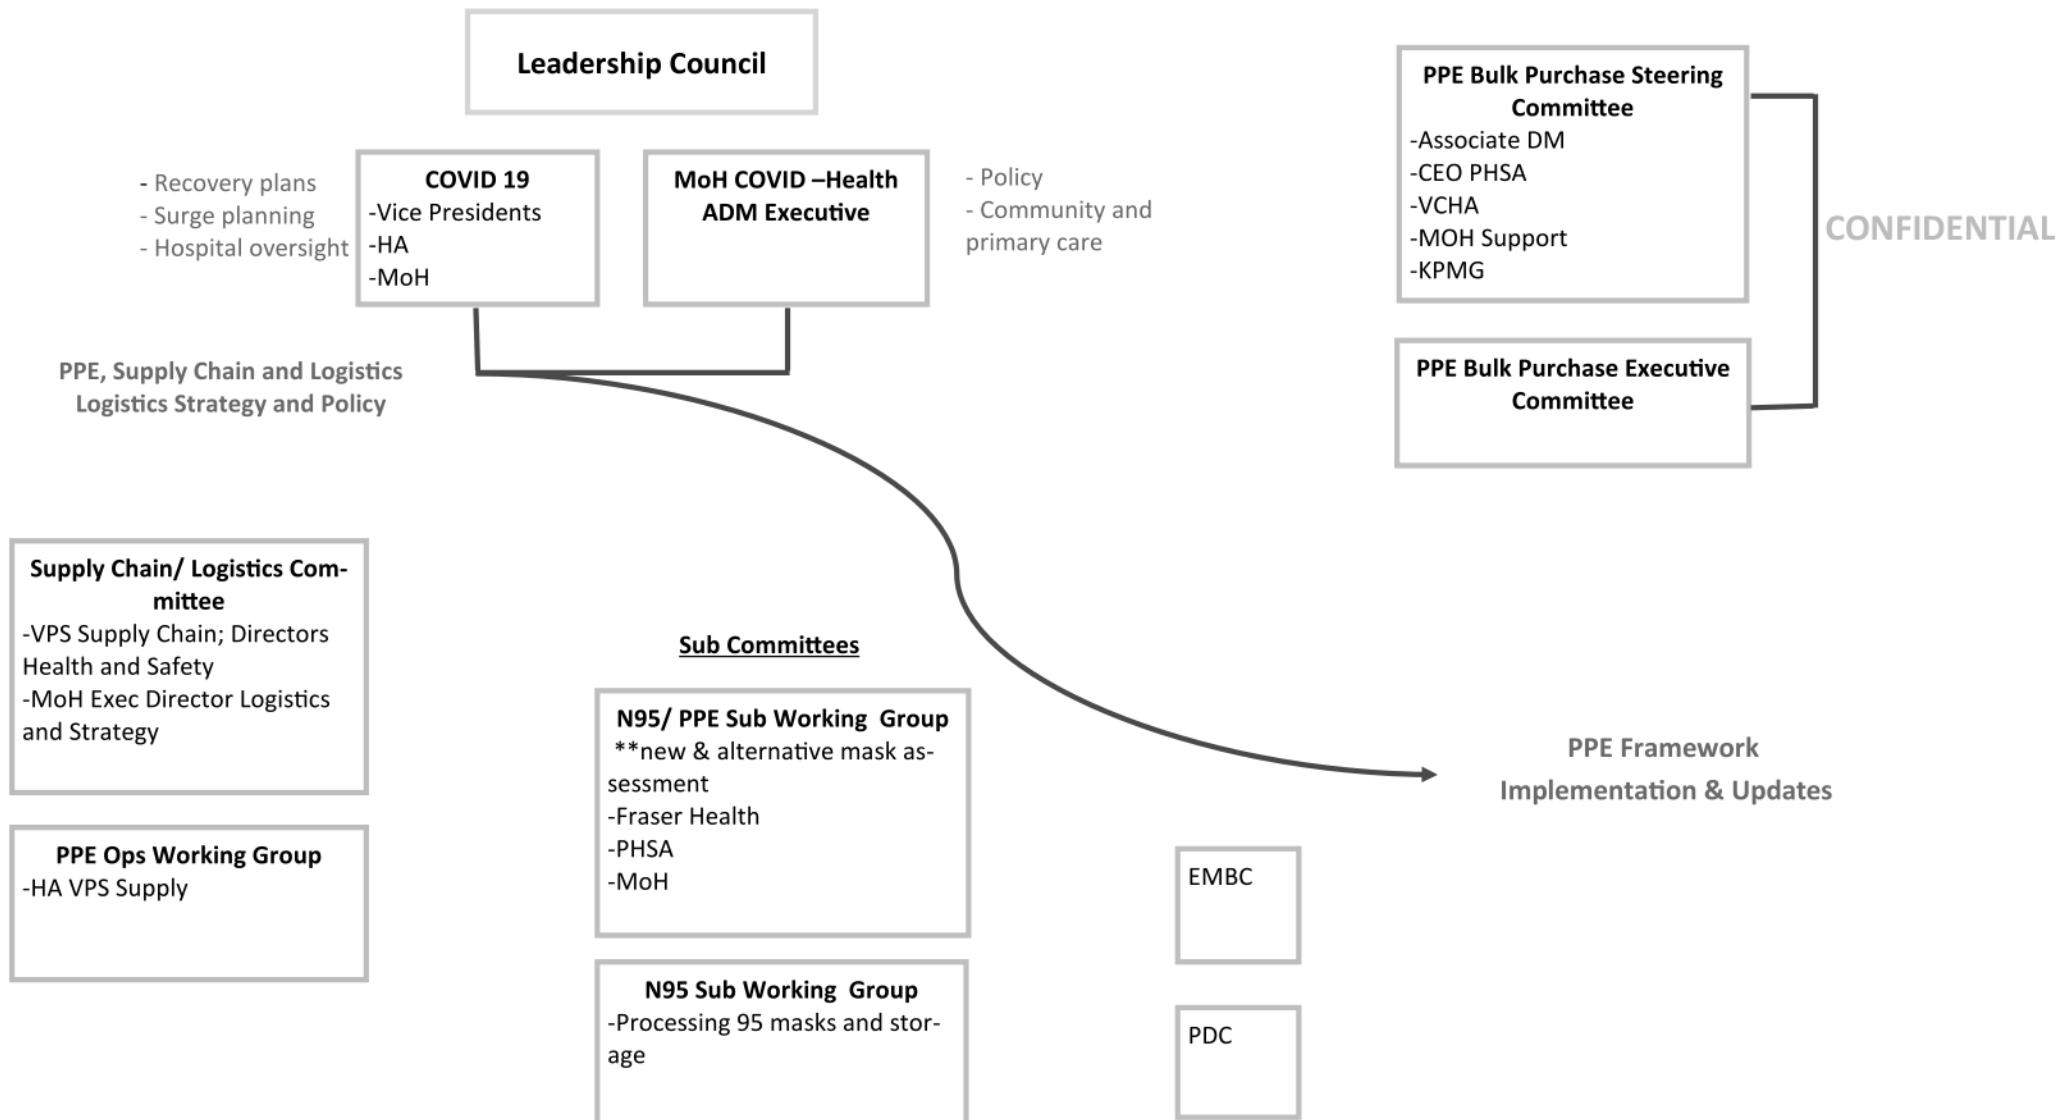 Leadership Council
- Recovery plans
- Surge planning
- Hospital oversight
COVID 19
-Vice Presidents
-HA
-MoH
MoH COVID –Health
ADM Executive
- Policy
- Community and
primary care
PPE Bulk Purchase Steering
Committee
-Associate DM
-CEO PHSA
-VCHA
-MOH Support
-KPMG
CONFIDENTIAL
PPE Bulk Purchase Executive
Committee
PPE, Supply Chain and Logistics
Logistics Strategy and Policy
Supply Chain/ Logistics Com-
mittee
-VPS Supply Chain; Directors
Health and Safety
-MoH Exec Director Logistics
and Strategy
PPE Ops Working Group
-HA VPS Supply
Sub Committees
N95/ PPE Sub Working  Group
**new & alternative mask as-
sessment
-Fraser Health
-PHSA
-MoH
N95 Sub Working  Group
-Processing 95 masks and stor-
age
EMBC
PDC
PPE Framework
Implementation & Updates